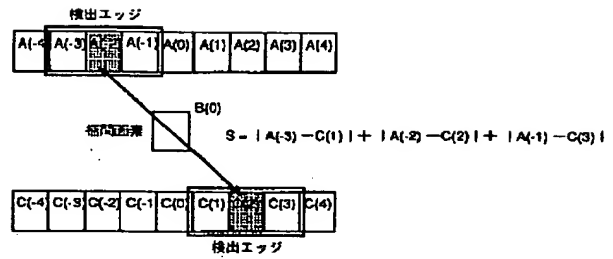 検出エッジ
A(-4) A(-3) A(-2) A(-1) A(0) A(1) A(2) A(3) A(4)
B(0)
補間画素
S = | A(-3) - C(1) | + | A(-2) - C(2) | + | A(-1) - C(3) |
C(-4) C(-3) C(-2) C(-1) C(0) C(1) C(2) C(3) C(4)
検出エッジ